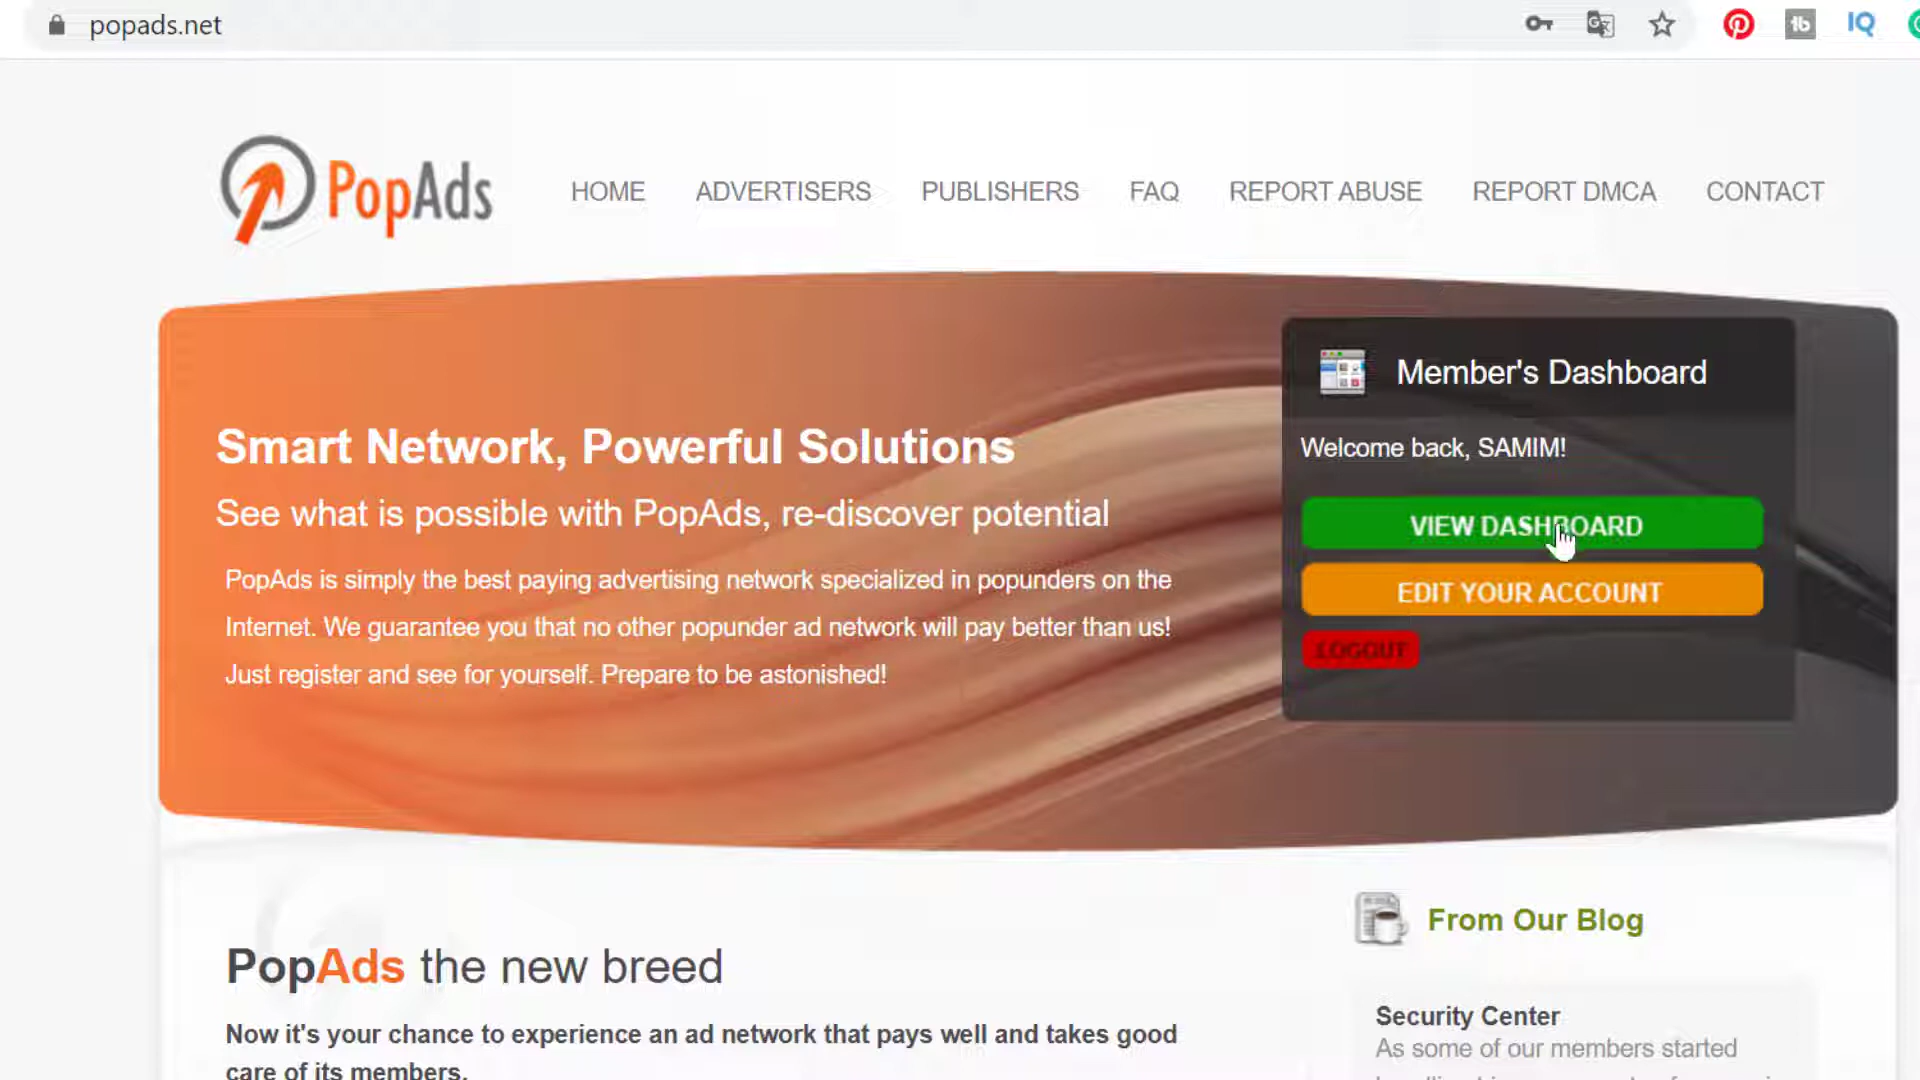 popads.net
PopAds
HOME ADVERTISERS PUBLISHERS FAQ REPORT ABUSE REPORT DMCA CONTACT
Smart Network, Powerful Solutions
See what is possible with PopAds, re-discover potential
PopAds is simply the best paying advertising network specialized in popunders on the
Internet. We guarantee you that no other popunder ad network will pay better than us!
Just register and see for yourself. Prepare to be astonished!
Member's Dashboard
Welcome back, SAMIM!
VIEW DASHBOARD
EDIT YOUR ACCOUNT
LOGOUT
PopAds the new breed
Now it's your chance to experience an ad network that pays well and takes good
care of its members.
From Our Blog
Security Center
As some of our members started